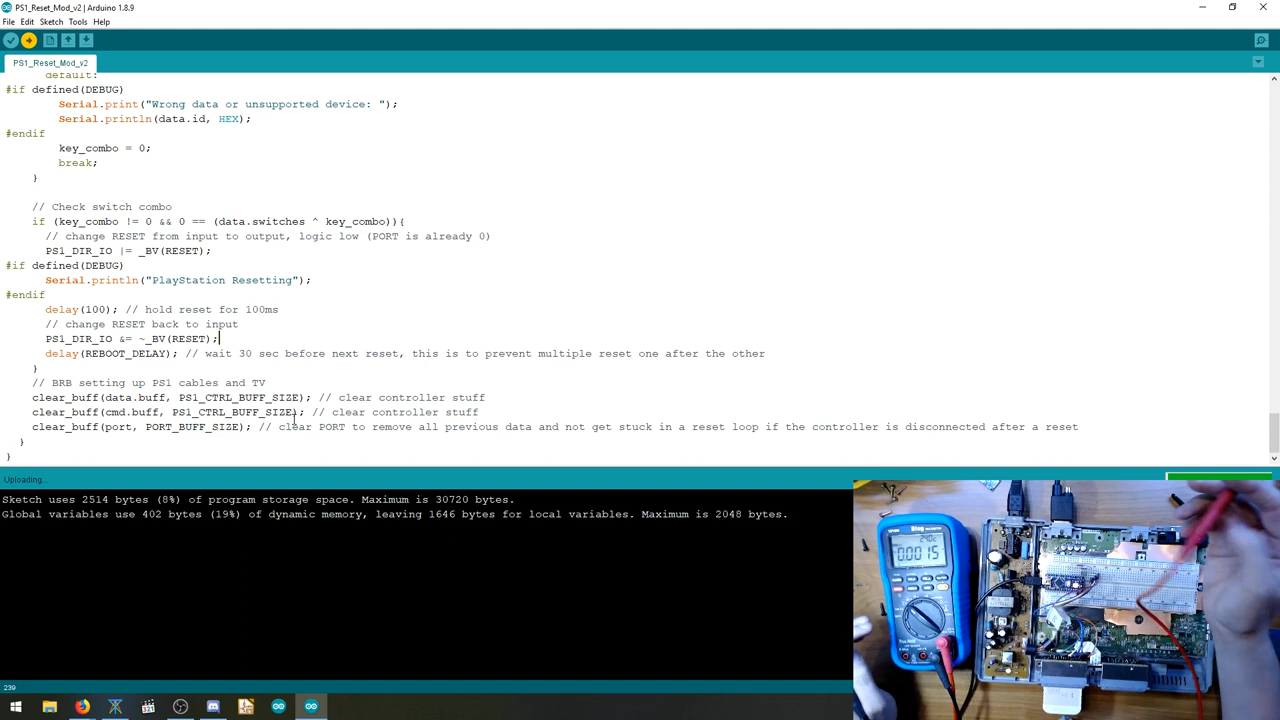 PS1_Reset_Mod_v2 | Arduino 1.8.9
File Edit Sketch Tools Help
PS1_Reset_Mod_v2
default:
#if defined(DEBUG)
Serial.print("Wrong data or unsupported device: ");
Serial.println(data.id, HEX);
#endif
key_combo = 0;
break;
}
// Check switch combo
if (key_combo != 0 && 0 == (data.switches ^ key_combo)){
// change RESET from input to output, logic low (PORT is already 0)
PS1_DIR_IO |= _BV(RESET);
#if defined(DEBUG)
Serial.println("PlayStation Resetting");
#endif
delay(100); // hold reset for 100ms
// change RESET back to input
PS1_DIR_IO &= ~_BV(RESET);
delay(REBOOT_DELAY); // wait 30 sec before next reset, this is to prevent multiple reset one after the other
}
// BRB setting up PS1 cables and TV
clear_buff(data.buff, PS1_CTRL_BUFF_SIZE); // clear controller stuff
clear_buff(cmd.buff, PS1_CTRL_BUFF_SIZE); // clear controller stuff
clear_buff(port, PORT_BUFF_SIZE); // clear PORT to remove all previous data and not get stuck in a reset loop if the controller is disconnected after a reset
}
}
Uploading...
Sketch uses 2514 bytes (8%) of program storage space. Maximum is 30720 bytes.
Global variables use 402 bytes (19%) of dynamic memory, leaving 1646 bytes for local variables. Maximum is 2048 bytes.
0.0015
239